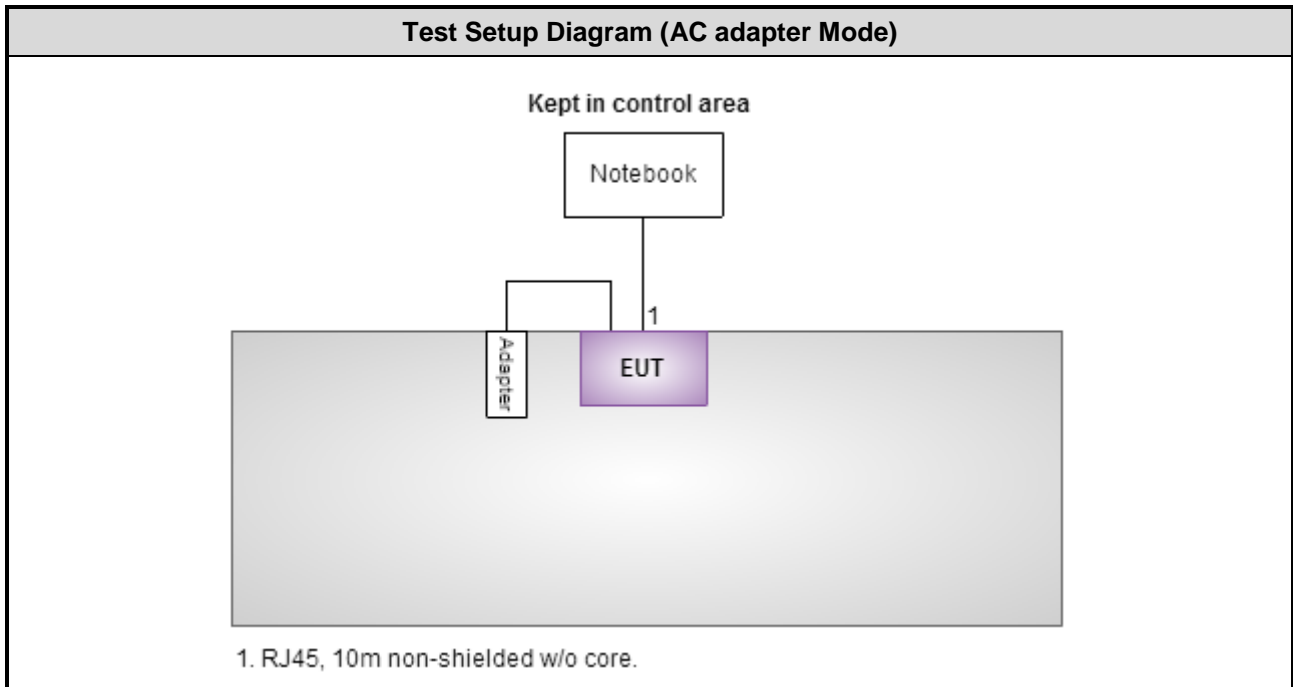 Test Setup Diagram (AC adapter Mode)
Kept in control area
Notebook
1
Adapter
EUT
1. RJ45, 10m non-shielded w/o core.